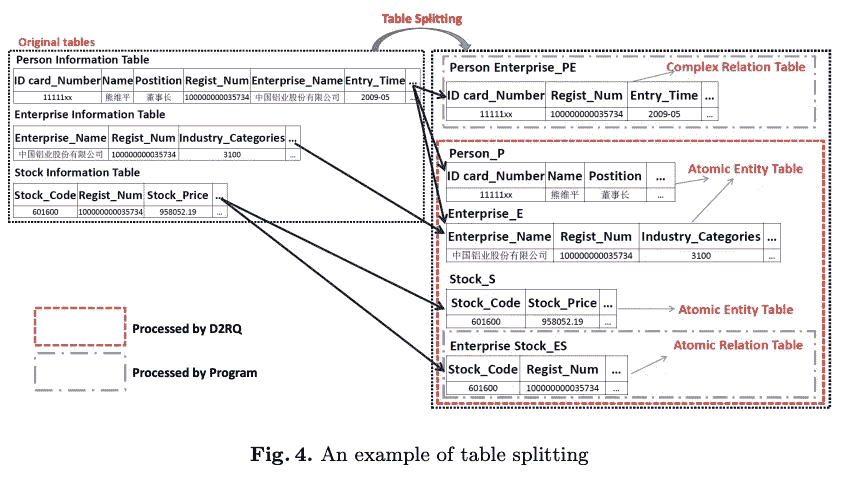 Table Splitting
Original tables
Person Information Table
ID card_Number Name Postition Regist_Num Enterprise_Name Entry_Time ...
11111xx 熊维平 董事长 100000000035734 中国铝业股份有限公司 2009-05 ...
Enterprise Information Table
Enterprise_Name Regist_Num Industry_Categories ...
中国铝业股份有限公司 100000000035734 3100 ...
Stock Information Table
Stock_Code Regist_Num Stock_Price ...
601600 100000000035734 958052.19 ...
Person Enterprise_PE
Complex Relation Table
ID card_Number Regist_Num Entry_Time ...
11111xx 100000000035734 2009-05 ...
Person_P
Atomic Entity Table
ID card_Number Name Postition ...
11111xx 熊维平 董事长 ...
Enterprise_E
Enterprise_Name Regist_Num Industry_Categories ...
中国铝业股份有限公司 100000000035734 3100 ...
Stock_S
Stock_Code Stock_Price ...
Atomic Entity Table
601600 958052.19 ...
Enterprise Stock_ES
Atomic Relation Table
Stock_Code Regist_Num ...
601600 100000000035734 ...
Processed by D2RQ
Processed by Program
Fig. 4. An example of table splitting